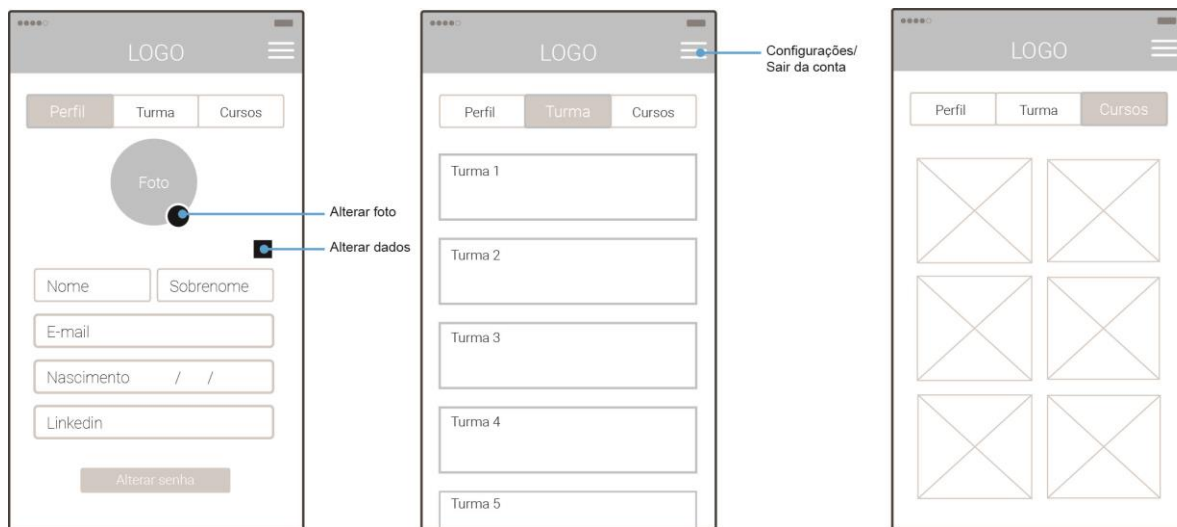 LOGO
Perfil Turma Cursos
Foto
Alterar foto
Alterar dados
Nome Sobrenome
E-mail
Nascimento / /
Linkedin
Alterar senha
LOGO
Configurações/
Sair da conta
Perfil Turma Cursos
Turma 1
Turma 2
Turma 3
Turma 4
Turma 5
LOGO
Perfil Turma Cursos